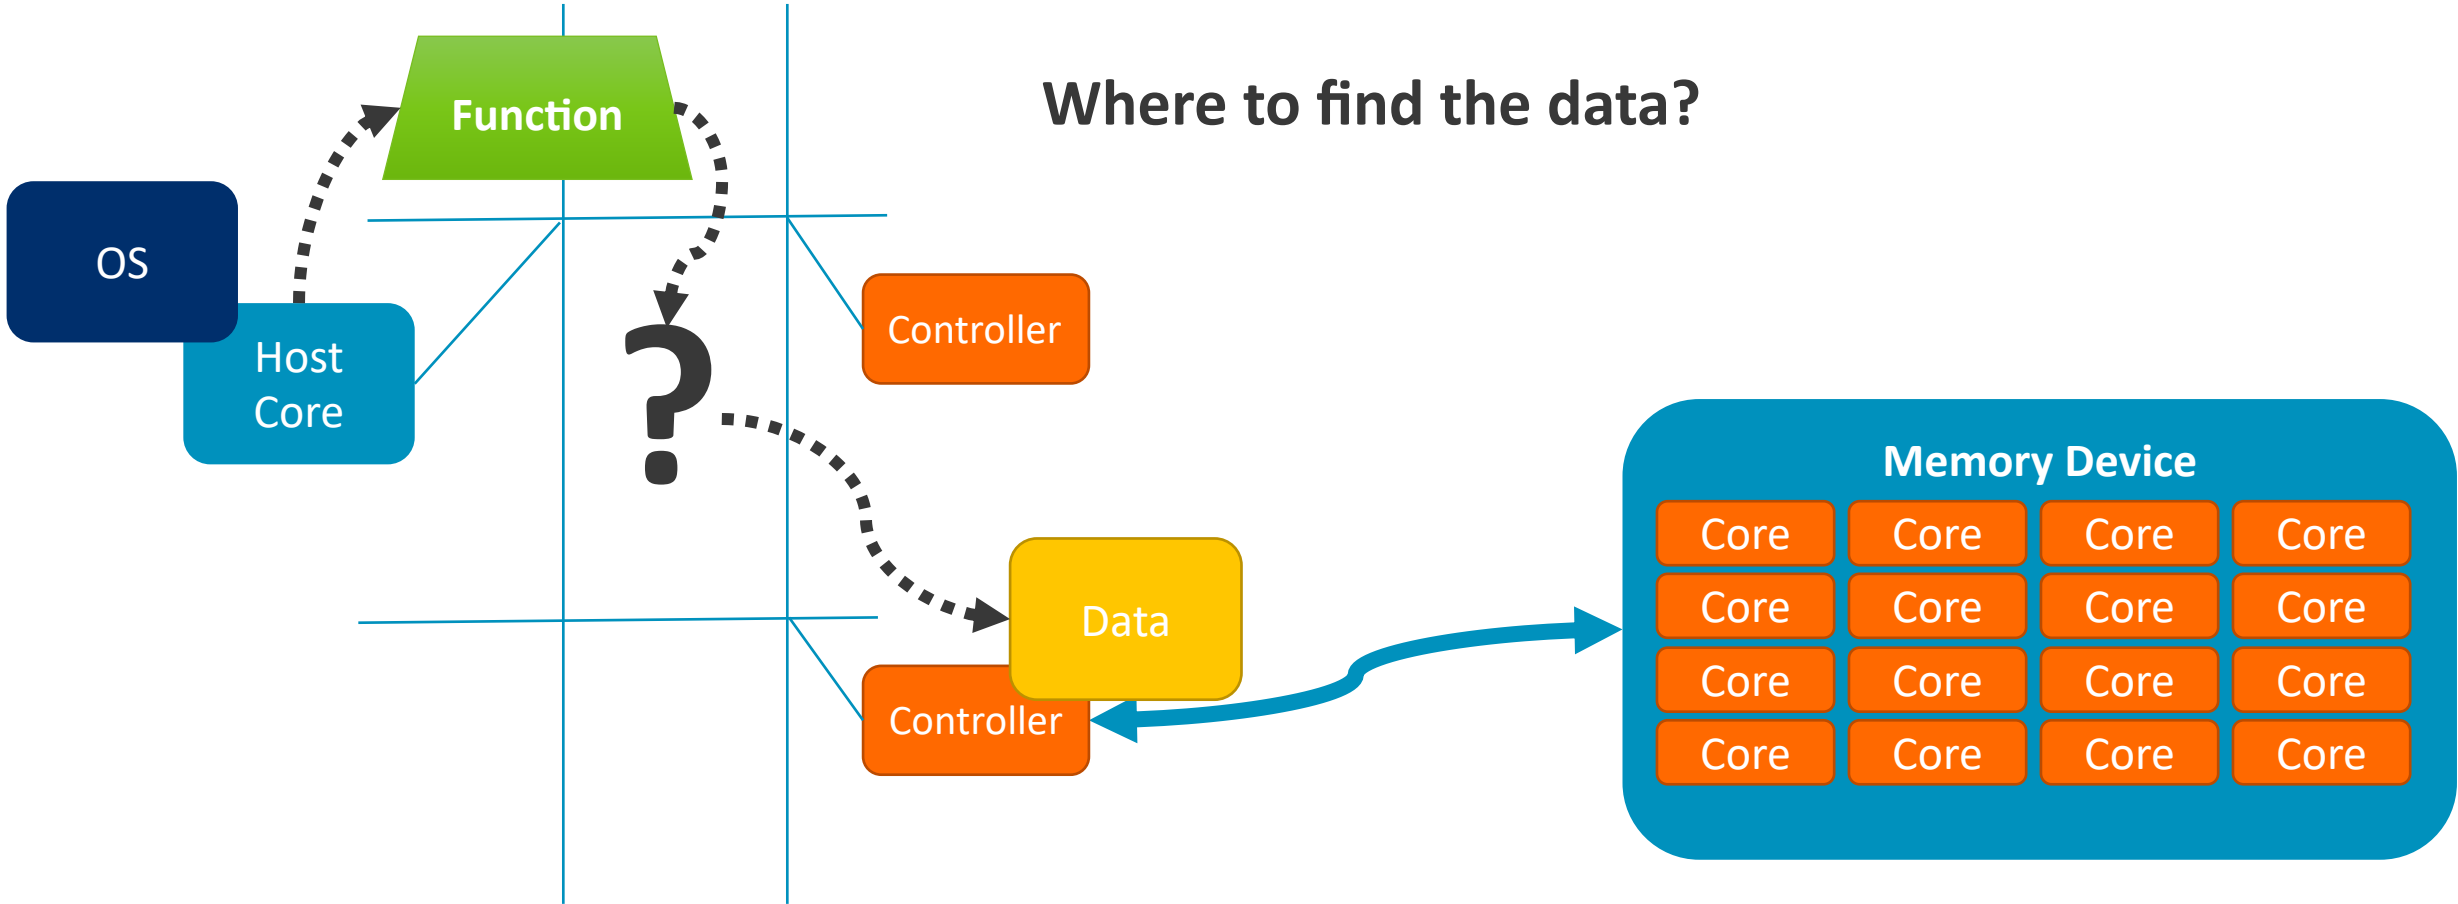 Where to find the data?
Function
OS
Host
Core
Controller
?
Data
Controller
Memory Device
Core Core Core Core
Core Core Core Core
Core Core Core Core
Core Core Core Core